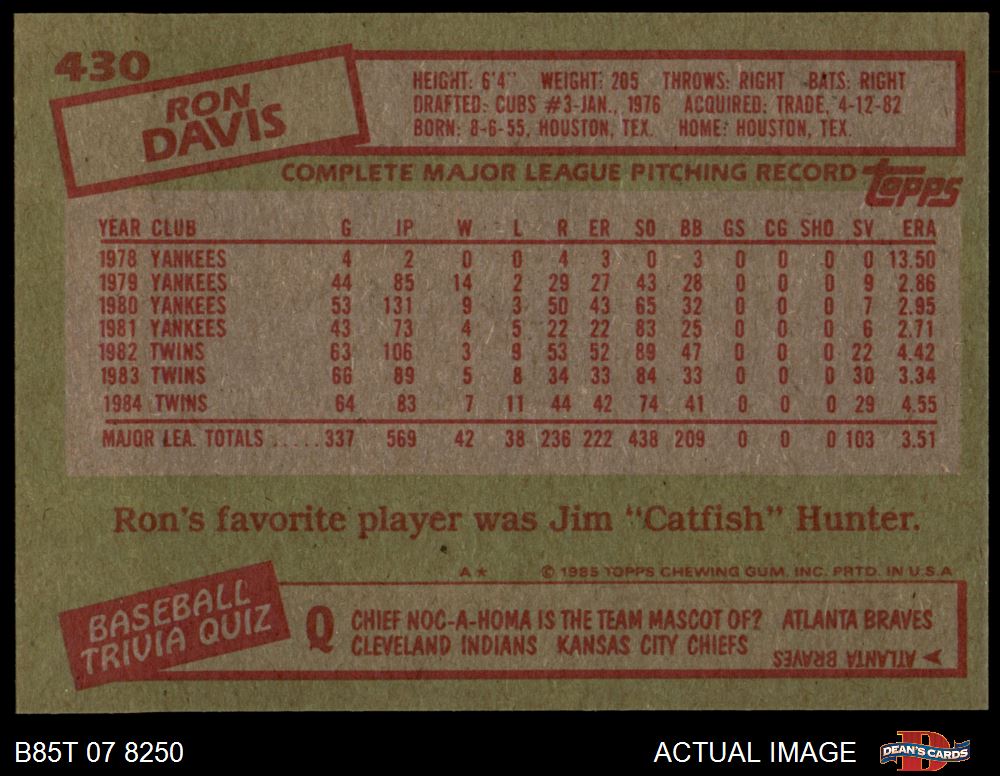 430
RON
DAVIS
HEIGHT: 6'4" WEIGHT: 205 THROWS: RIGHT BATS: RIGHT
DRAFTED: CUBS #3-JAN., 1976 ACQUIRED: TRADE, 4-12-82
BORN: 8-6-55, HOUSTON, TEX. HOME: HOUSTON, TEX.
COMPLETE MAJOR LEAGUE PITCHING RECORD topps
YEAR CLUB G IP W L R ER SO BB GS CG SHO SV ERA
1978 YANKEES 4 2 0 0 4 3 0 3 0 0 0 0 13.50
1979 YANKEES 44 85 14 2 29 27 43 28 0 0 0 9 2.86
1980 YANKEES 53 131 9 3 50 43 65 32 0 0 0 7 2.95
1981 YANKEES 43 73 4 5 22 22 83 25 0 0 0 6 2.71
1982 TWINS 63 106 3 9 53 52 89 47 0 0 0 22 4.42
1983 TWINS 66 89 5 8 34 33 84 33 0 0 0 30 3.34
1984 TWINS 64 83 7 11 44 42 74 41 0 0 0 29 4.55
MAJOR LEA. TOTALS .....337 569 42 38 236 222 438 209 0 0 0 103 3.51
Ron's favorite player was Jim "Catfish" Hunter.
A* © 1985 TOPPS CHEWING GUM, INC. PRTD. IN U.S.A
BASEBALL
TRIVIA QUIZ
Q CHIEF NOC-A-HOMA IS THE TEAM MASCOT OF? ATLANTA BRAVES
CLEVELAND INDIANS KANSAS CITY CHIEFS
ATLANTA BRAVES
B85T 07 8250
ACTUAL IMAGE
DEAN'S CARDS